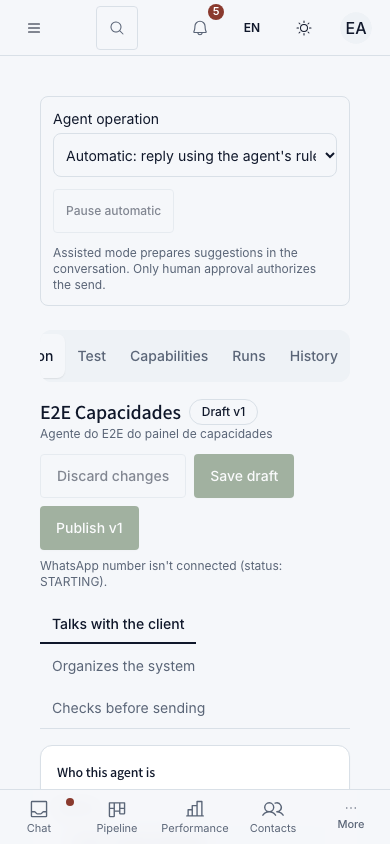 5
EN
EA
Agent operation
Automatic: reply using the agent's rule
Pause automatic
Assisted mode prepares suggestions in the
conversation. Only human approval authorizes
the send.
on Test Capabilities Runs History
E2E Capacidades Draft v1
Agente do E2E do painel de capacidades
Discard changes Save draft
Publish v1
WhatsApp number isn't connected (status:
STARTING).
Talks with the client
Organizes the system
Checks before sending
Who this agent is
Chat Pipeline Performance Contacts More